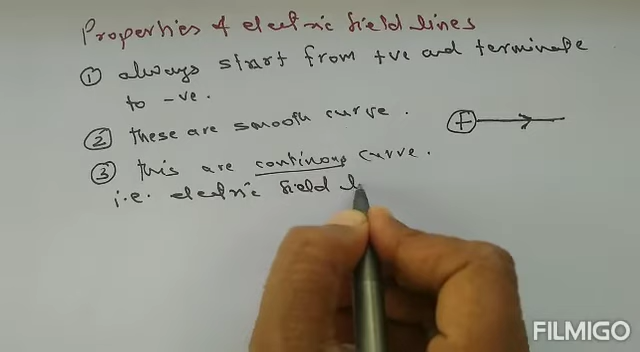 Properties of electric field lines
① always start from +ve and terminate
to -ve.
② these are smooth curve.
+
③ this are continous curve.
i.e. electric field l
FILMIGO